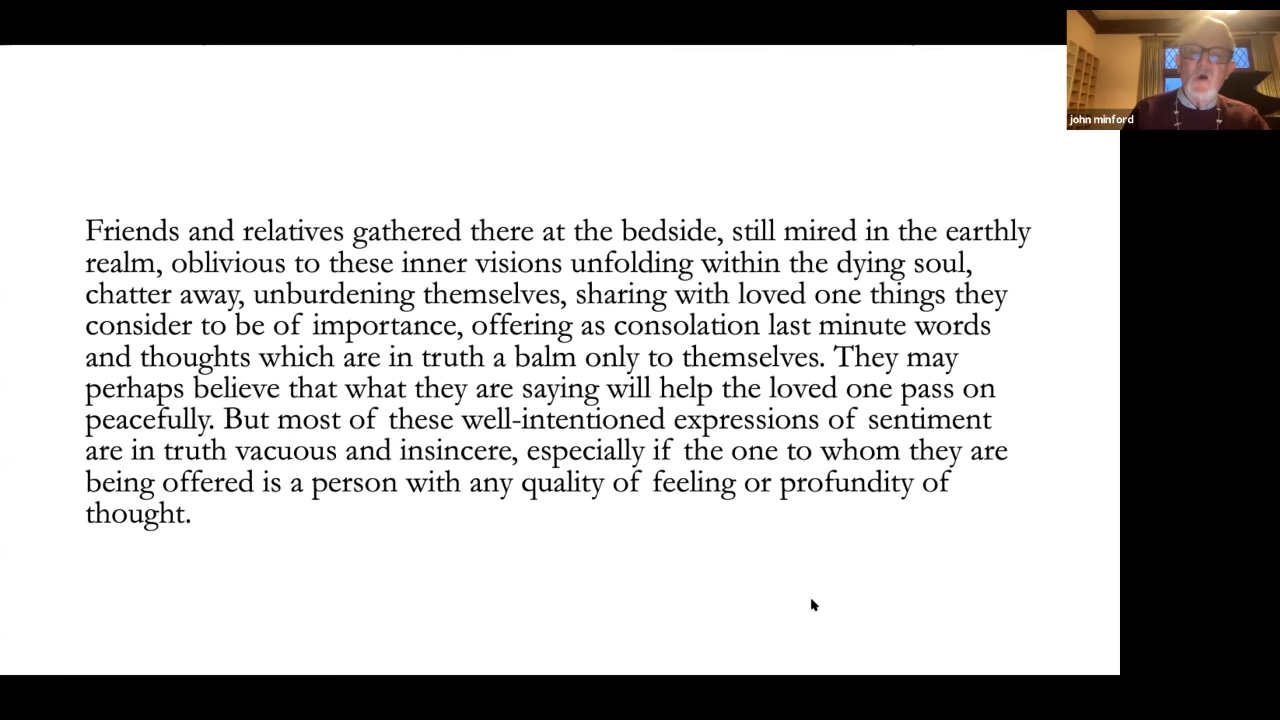 Friends and relatives gathered there at the bedside, still mired in the earthly
realm, oblivious to these inner visions unfolding within the dying soul,
chatter away, unburdening themselves, sharing with loved one things they
consider to be of importance, offering as consolation last minute words
and thoughts which are in truth a balm only to themselves. They may
perhaps believe that what they are saying will help the loved one pass on
peacefully. But most of these well-intentioned expressions of sentiment
are in truth vacuous and insincere, especially if the one to whom they are
being offered is a person with any quality of feeling or profundity of
thought.
john minford